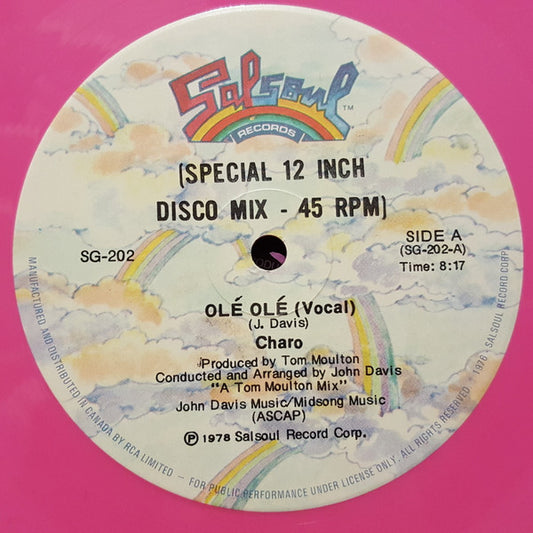 Salsoul
TM
RECORDS
[SPECIAL 12 INCH
DISCO MIX - 45 RPM]
SG-202
SIDE A
(SG-202-A)
Time: 8:17
OLÉ OLÉ (Vocal)
(J. Davis)
Charo
Produced by Tom Moulton
Conducted and Arranged by John Davis
"A Tom Moulton Mix"
John Davis Music/Midsong Music
(ASCAP)
Ⓟ 1978 Salsoul Record Corp.
MANUFACTURED AND DISTRIBUTED IN CANADA BY RCA LIMITED – FOR PUBLIC PERFORMANCE UNDER LICENSE ONLY. ALL RIGHTS RESERVED - 1976 - SALSOUL RECORD CORP.